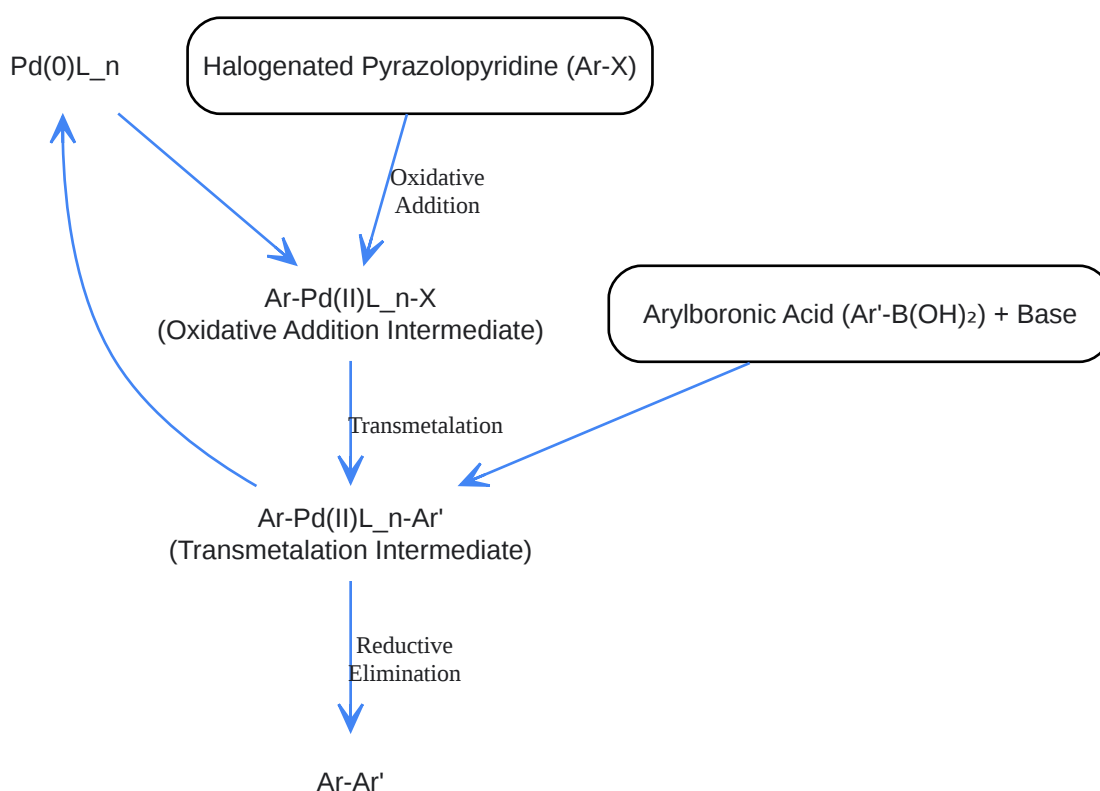 Pd(0)L_n
Halogenated Pyrazolopyridine (Ar-X)
Oxidative
Addition
Ar-Pd(II)L_n-X
(Oxidative Addition Intermediate)
Arylboronic Acid (Ar'-B(OH)₂) + Base
Transmetalation
Ar-Pd(II)L_n-Ar'
(Transmetalation Intermediate)
Reductive
Elimination
Ar-Ar'